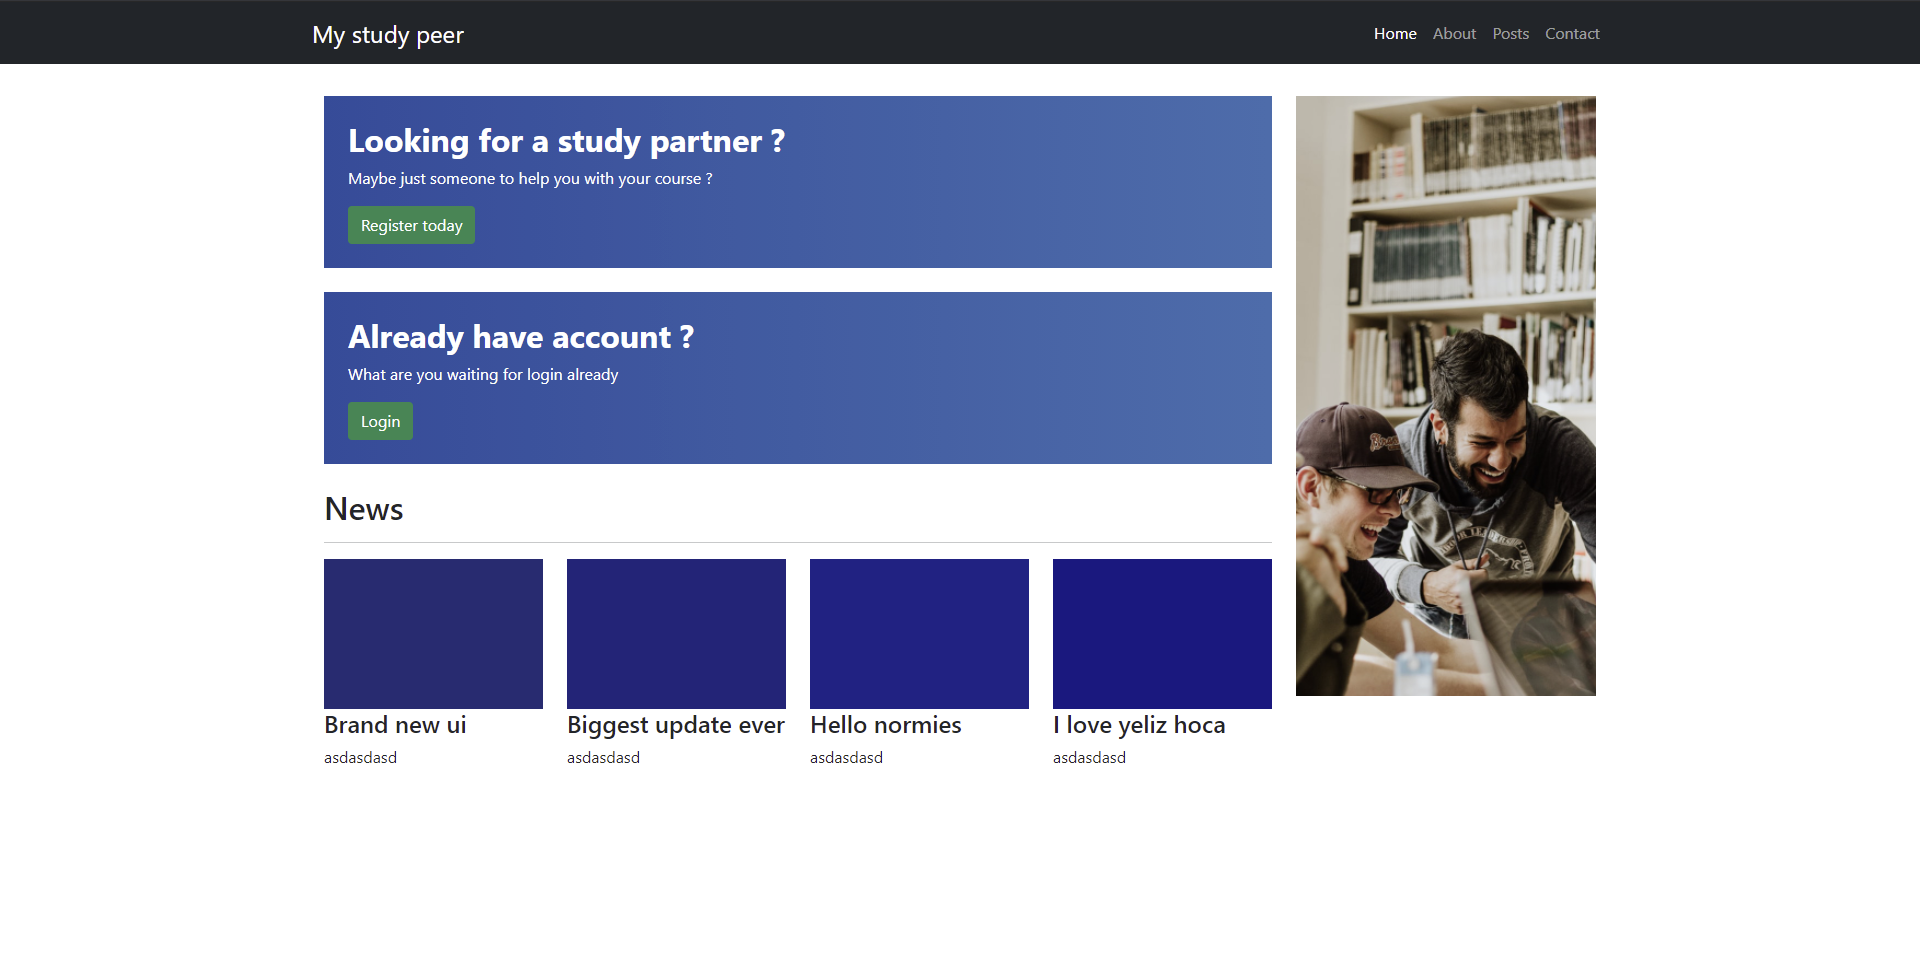 My study peer
Home About Posts Contact
Looking for a study partner ?
Maybe just someone to help you with your course ?
Register today
Already have account ?
What are you waiting for login already
Login
News
Brand new ui
asdasdasd
Biggest update ever
asdasdasd
Hello normies
asdasdasd
I love yeliz hoca
asdasdasd